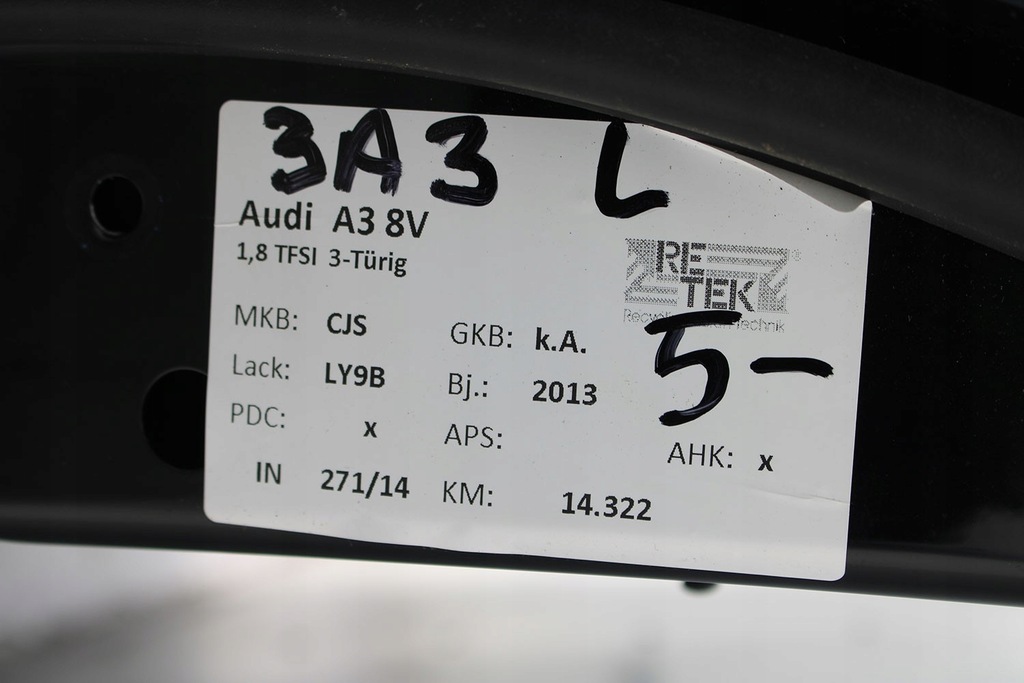 3A3 L
Audi A3 8V
1,8 TFSI 3-Türig
RE
TEK
®
Technik
5-
MKB: CJS GKB: k.A.
Lack: LY9B Bj.: 2013
PDC: x APS: AHK: x
IN 271/14 KM: 14.322